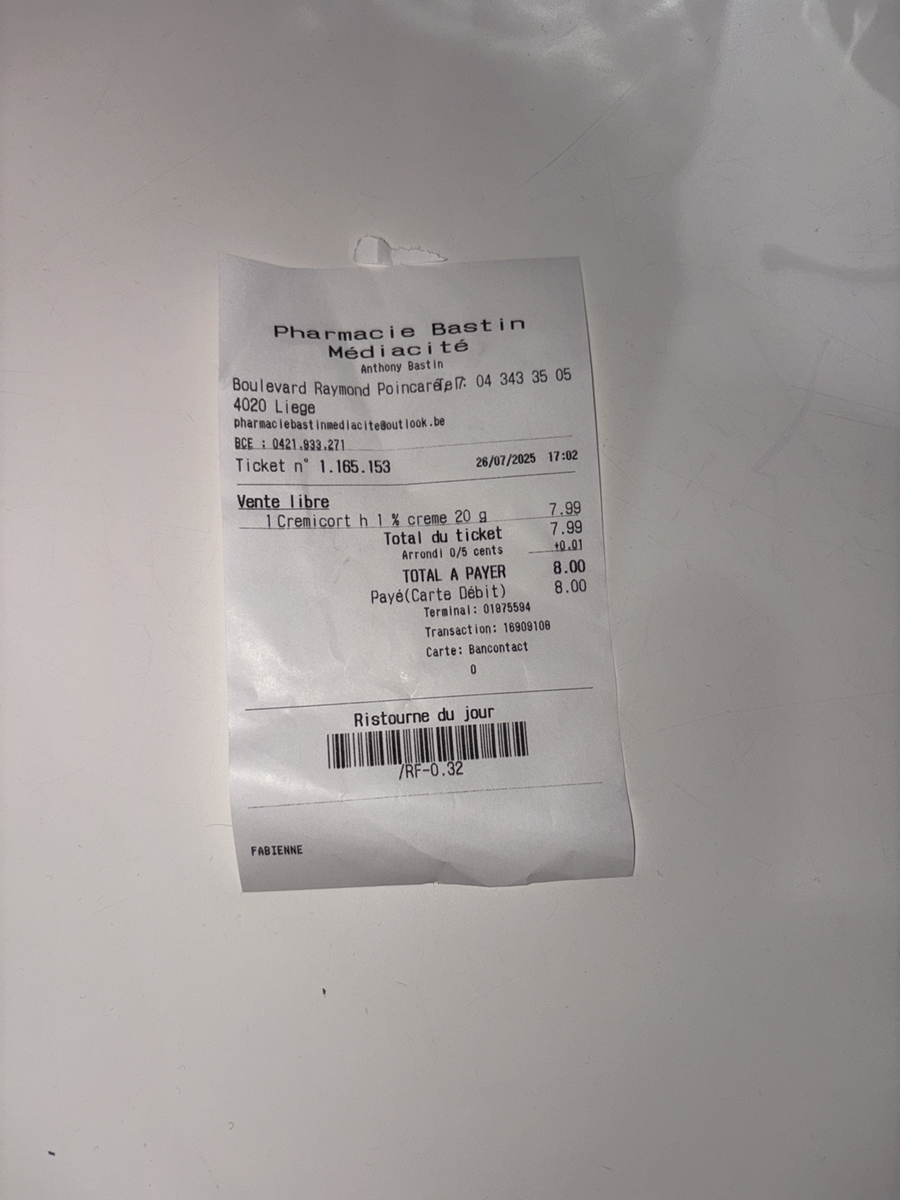 Pharmacie Bastin
Médiacité
Anthony Bastin
Boulevard Raymond Poincaré 7 Tel: 04 343 35 05
4020 Liege
pharmaciebastinmediacite@outlook.be
BCE : 0421.933.271
Ticket n° 1.165.153 26/07/2025 17:02
Vente libre
1 Cremicort h 1 % creme 20 g 7.99
Total du ticket 7.99
Arrondi 0/5 cents +0.01
TOTAL A PAYER 8.00
Payé(Carte Débit) 8.00
Terminal: 01975594
Transaction: 16909108
Carte: Bancontact
0
Ristourne du jour
/RF-0.32
FABIENNE